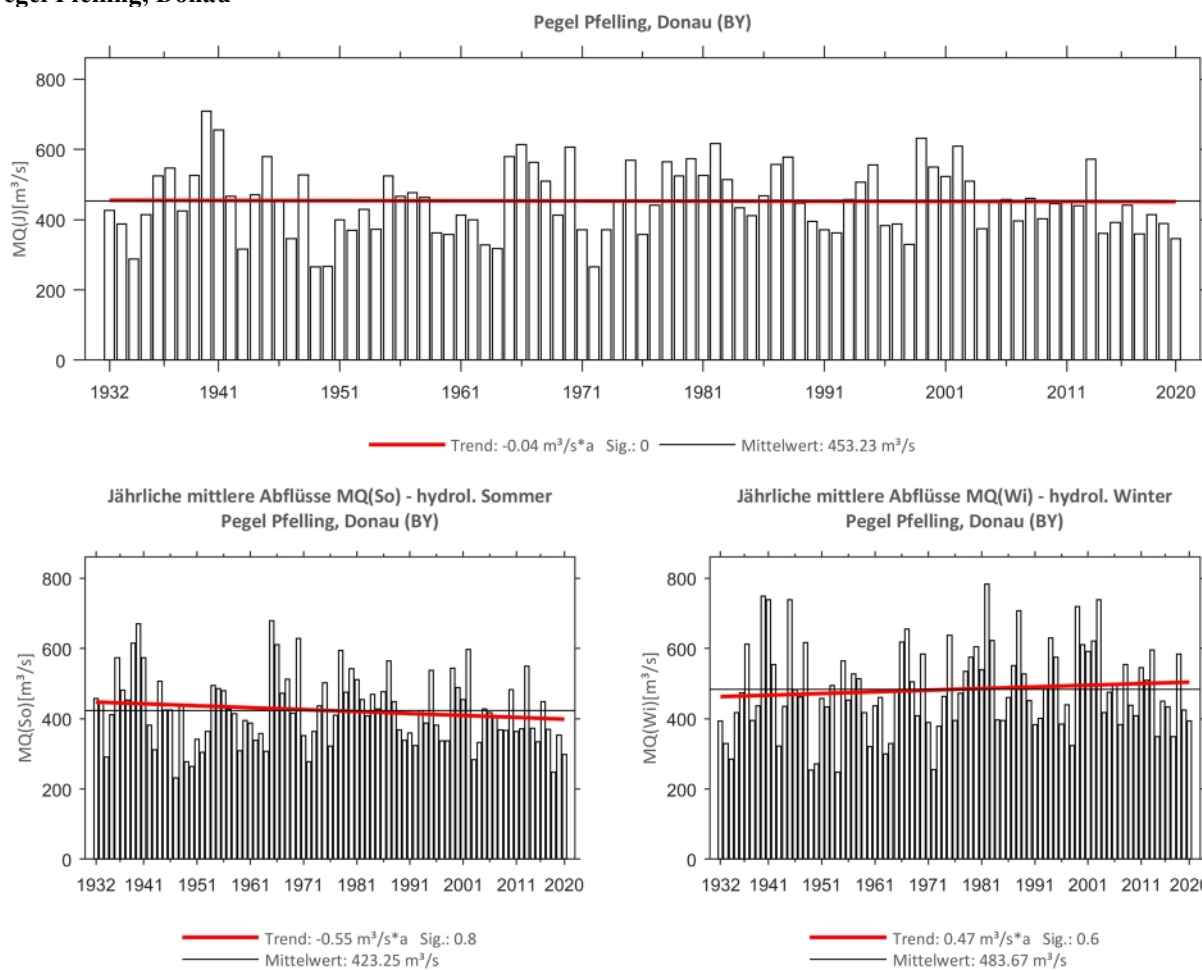 Pegel Pfelling, Donau (BY)
800
600
400
200
0
MQ(J)[m³/s]
1932 1941 1951 1961 1971 1981 1991 2001 2011 2020
Trend: -0.04 m³/s*a Sig.: 0 Mittelwert: 453.23 m³/s
Jährliche mittlere Abflüsse MQ(So) - hydrol. Sommer
Pegel Pfelling, Donau (BY)
800
600
400
200
0
MQ(So)[m³/s]
1932 1941 1951 1961 1971 1981 1991 2001 2011 2020
Trend: -0.55 m³/s*a Sig.: 0.8
Mittelwert: 423.25 m³/s
Jährliche mittlere Abflüsse MQ(Wi) - hydrol. Winter
Pegel Pfelling, Donau (BY)
800
600
400
200
0
MQ(Wi)[m³/s]
1932 1941 1951 1961 1971 1981 1991 2001 2011 2020
Trend: 0.47 m³/s*a Sig.: 0.6
Mittelwert: 483.67 m³/s